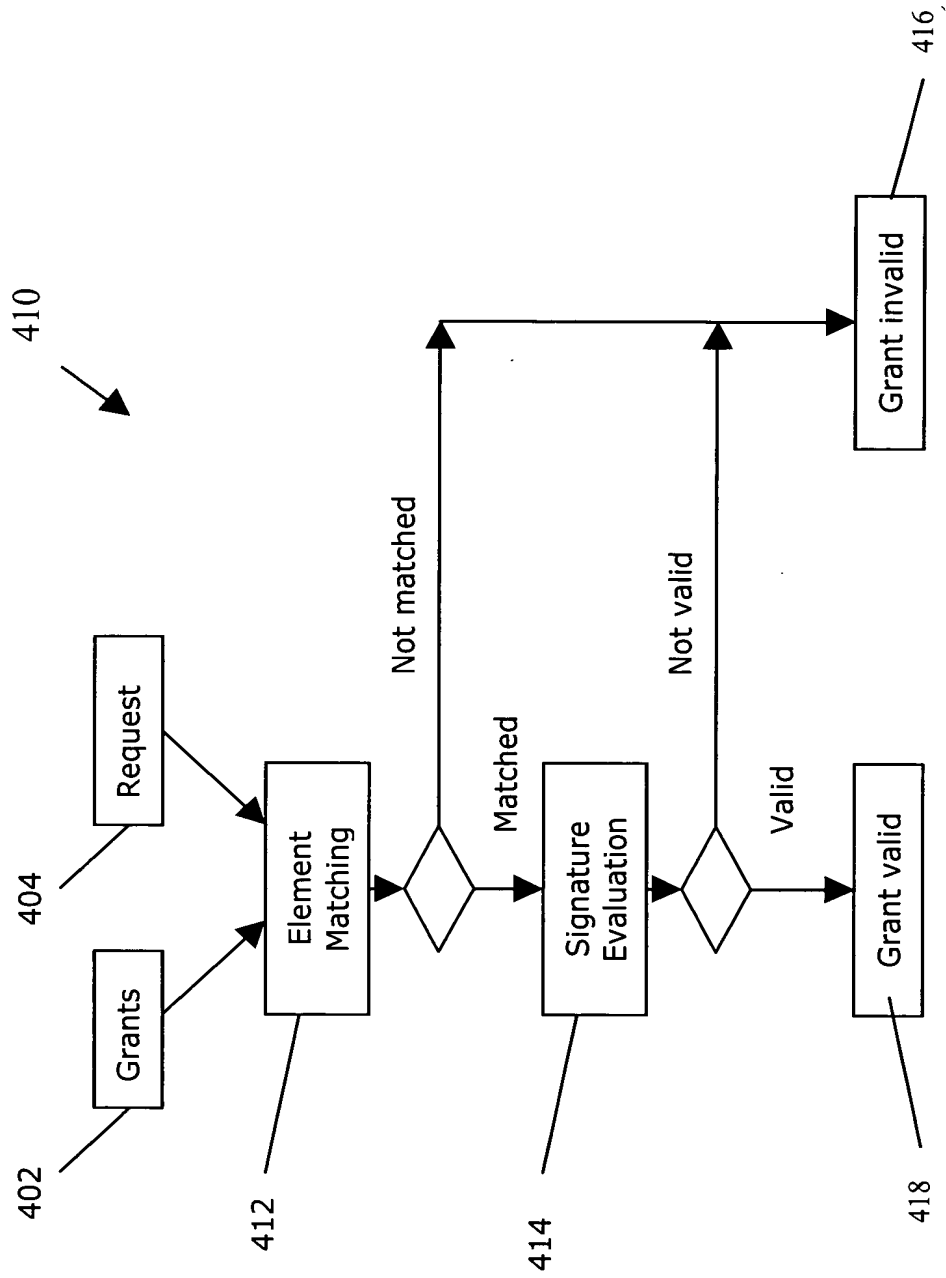 410
402
Grants
404
Request
412
Element
Matching
Not matched
Matched
414
Signature
Evaluation
Not valid
Valid
418
Grant valid
Grant invalid
416